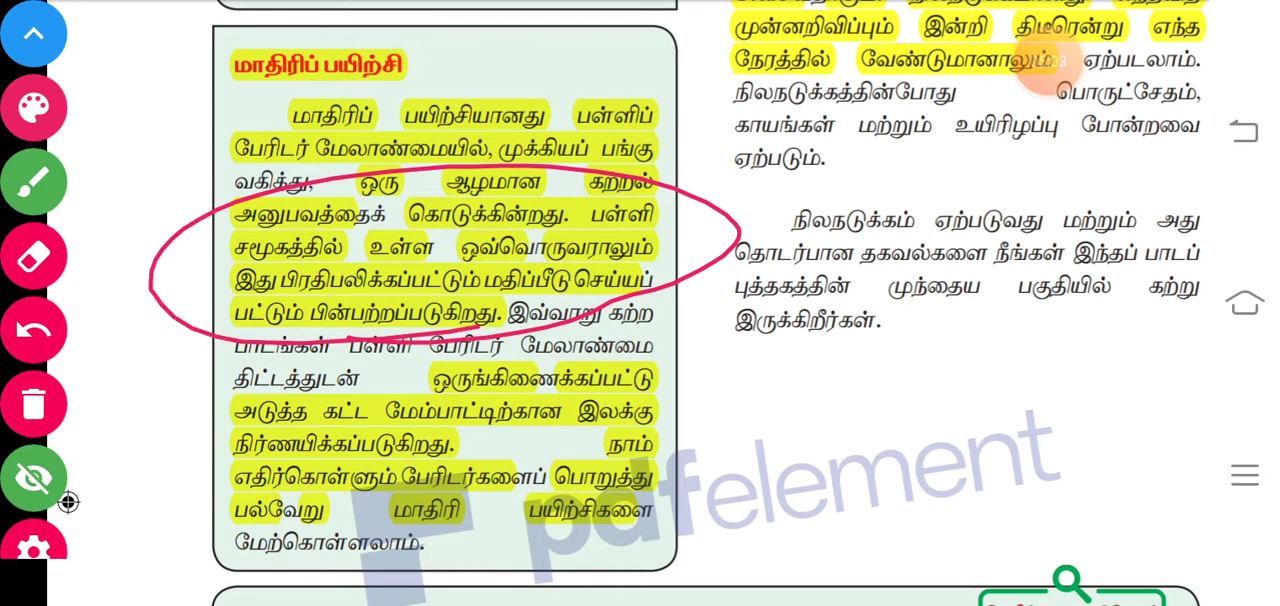 மாதிரிப் பயிற்சி
மாதிரிப் பயிற்சியானது பள்ளிப்
பேரிடர் மேலாண்மையில், முக்கியப் பங்கு
வகித்து, ஒரு ஆழமான கற்றல்
அனுபவத்தைக் கொடுக்கின்றது. பள்ளி
சமூகத்தில் உள்ள ஒவ்வொருவராலும்
இது பிரதிபலிக்கப்பட்டும் மதிப்பீடு செய்யப்
பட்டும் பின்பற்றப்படுகிறது. இவ்வாறு கற்ற
பாடங்கள் பள்ளி பேரிடர் மேலாண்மை
திட்டத்துடன் ஒருங்கிணைக்கப்பட்டு
அடுத்த கட்ட மேம்பாட்டிற்கான இலக்கு
நிர்ணயிக்கப்படுகிறது. நாம்
எதிர்கொள்ளும் பேரிடர்களைப் பொறுத்து
பல்வேறு மாதிரி பயிற்சிகளை
மேற்கொள்ளலாம்.
முன்னறிவிப்பும் இன்றி திடீரென்று எந்த
நேரத்தில் வேண்டுமானாலும் ஏற்படலாம்.
நிலநடுக்கத்தின்போது பொருட்சேதம்,
காயங்கள் மற்றும் உயிரிழப்பு போன்றவை
ஏற்படும்.
நிலநடுக்கம் ஏற்படுவது மற்றும் அது
தொடர்பான தகவல்களை நீங்கள் இந்தப் பாடப்
புத்தகத்தின் முந்தைய பகுதியில் கற்று
இருக்கிறீர்கள்.
pdfelement